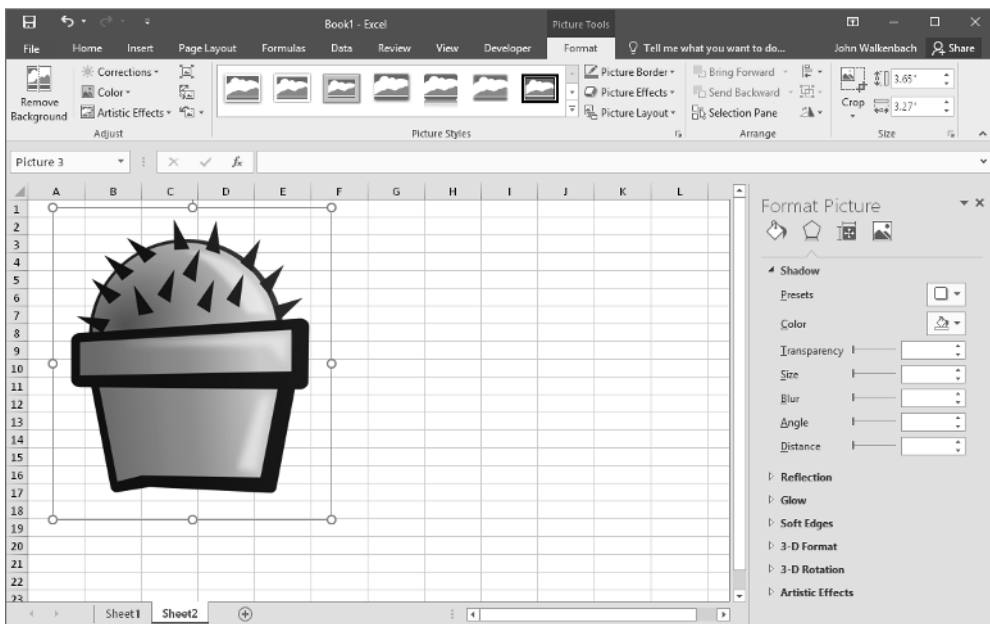 Book1 - Excel
Picture Tools
File Home Insert Page Layout Formulas Data Review View Developer Format Tell me what you want to do... John Walkenbach Share
Remove Background
Corrections
Color
Artistic Effects
Adjust
Picture Styles
Picture Border
Picture Effects
Picture Layout
Bring Forward
Send Backward
Selection Pane
Arrange
Crop
3.65"
3.27"
Size
Picture 3
fx
A B C D E F G H I J K L
1
2
3
4
5
6
7
8
9
10
11
12
13
14
15
16
17
18
19
20
21
22
23
Format Picture
Shadow
Presets
Color
Transparency
Size
Blur
Angle
Distance
Reflection
Glow
Soft Edges
3-D Format
3-D Rotation
Artistic Effects
Sheet1 Sheet2